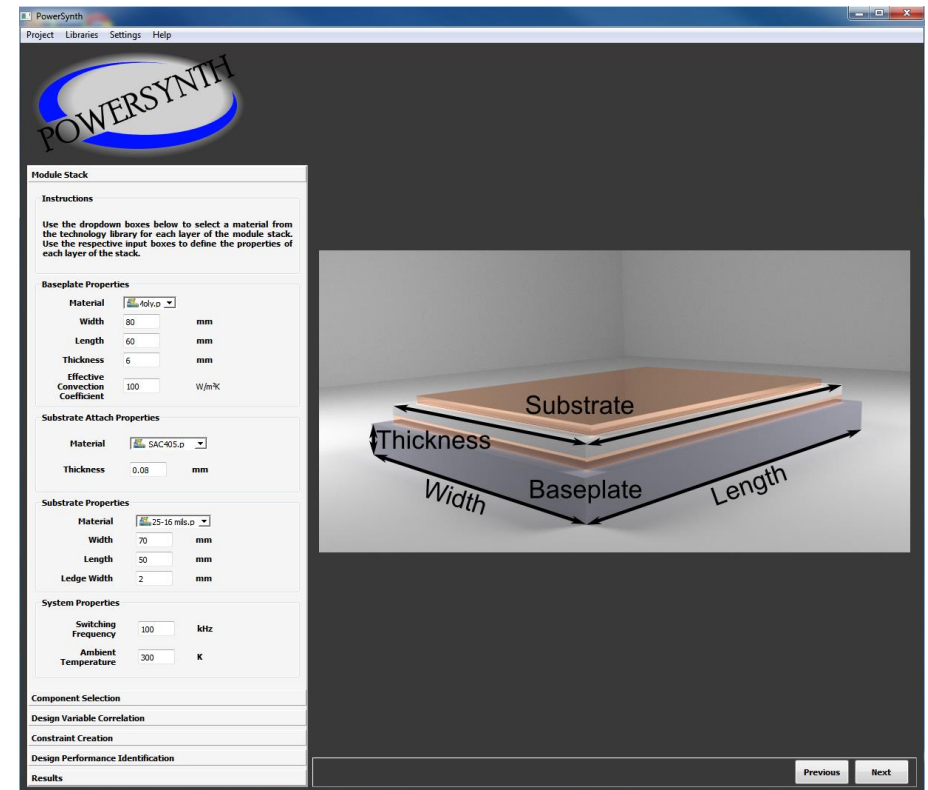 PowerSynth
Project Libraries Settings Help
POWERSYNTH
Module Stack
Instructions
Use the dropdown boxes below to select a material from
the technology library for each layer of the module stack.
Use the respective input boxes to define the properties of
each layer of the stack.
Baseplate Properties
Material Moly.p
Width 80 mm
Length 60 mm
Thickness 6 mm
Effective
Convection
Coefficient 100 W/m²K
Substrate Attach Properties
Material SAC405.p
Thickness 0.08 mm
Substrate Properties
Material 25-16 mils.p
Width 70 mm
Length 50 mm
Ledge Width 2 mm
System Properties
Switching
Frequency 100 kHz
Ambient
Temperature 300 K
Component Selection
Design Variable Correlation
Constraint Creation
Design Performance Identification
Results
Substrate
Thickness
Width
Baseplate
Length
Previous Next